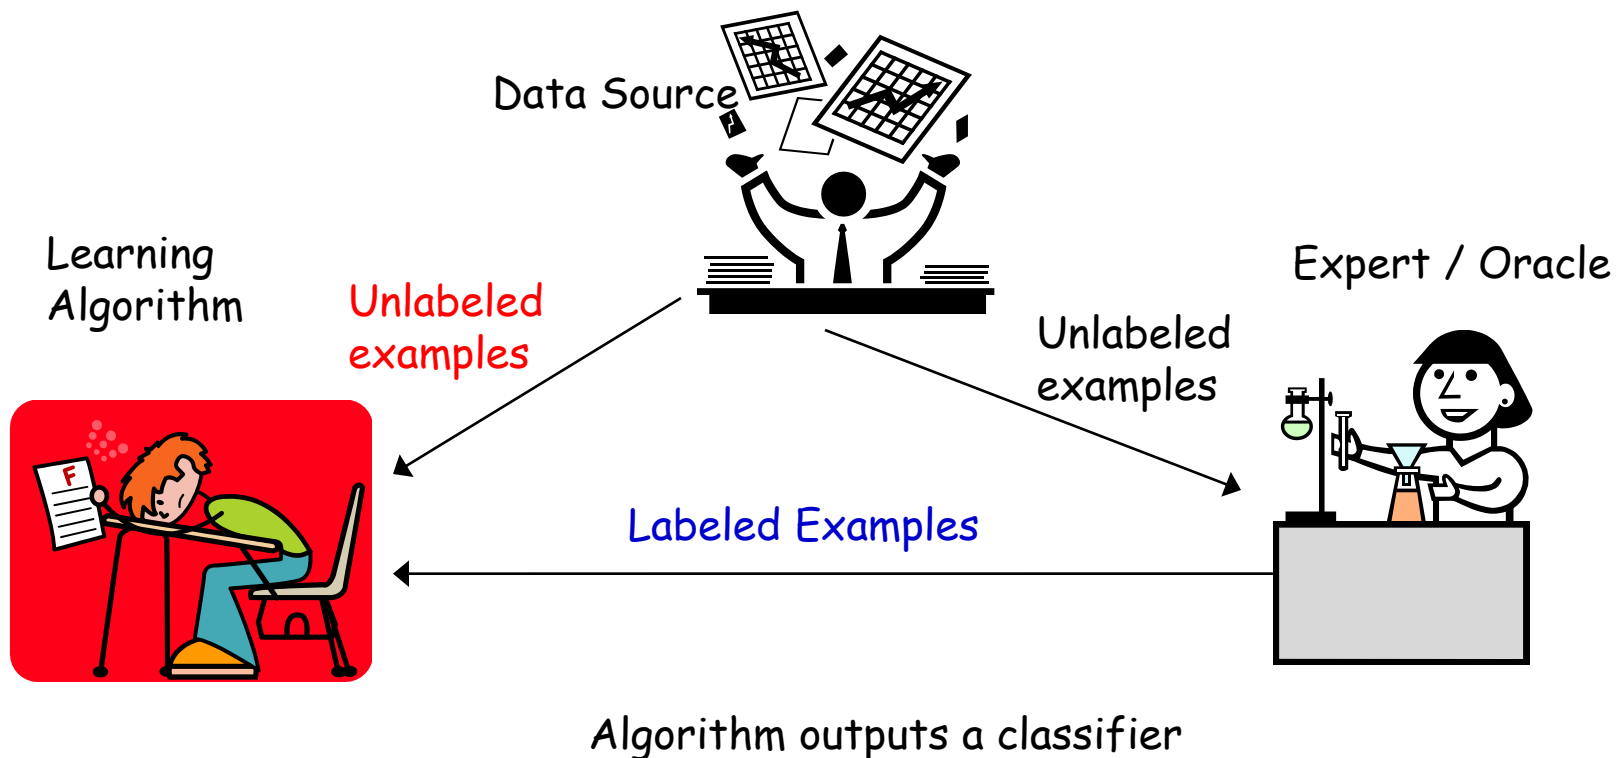 Data Source
Learning
Algorithm
Unlabeled
examples
Expert / Oracle
Unlabeled
examples
F
Labeled Examples
Algorithm outputs a classifier